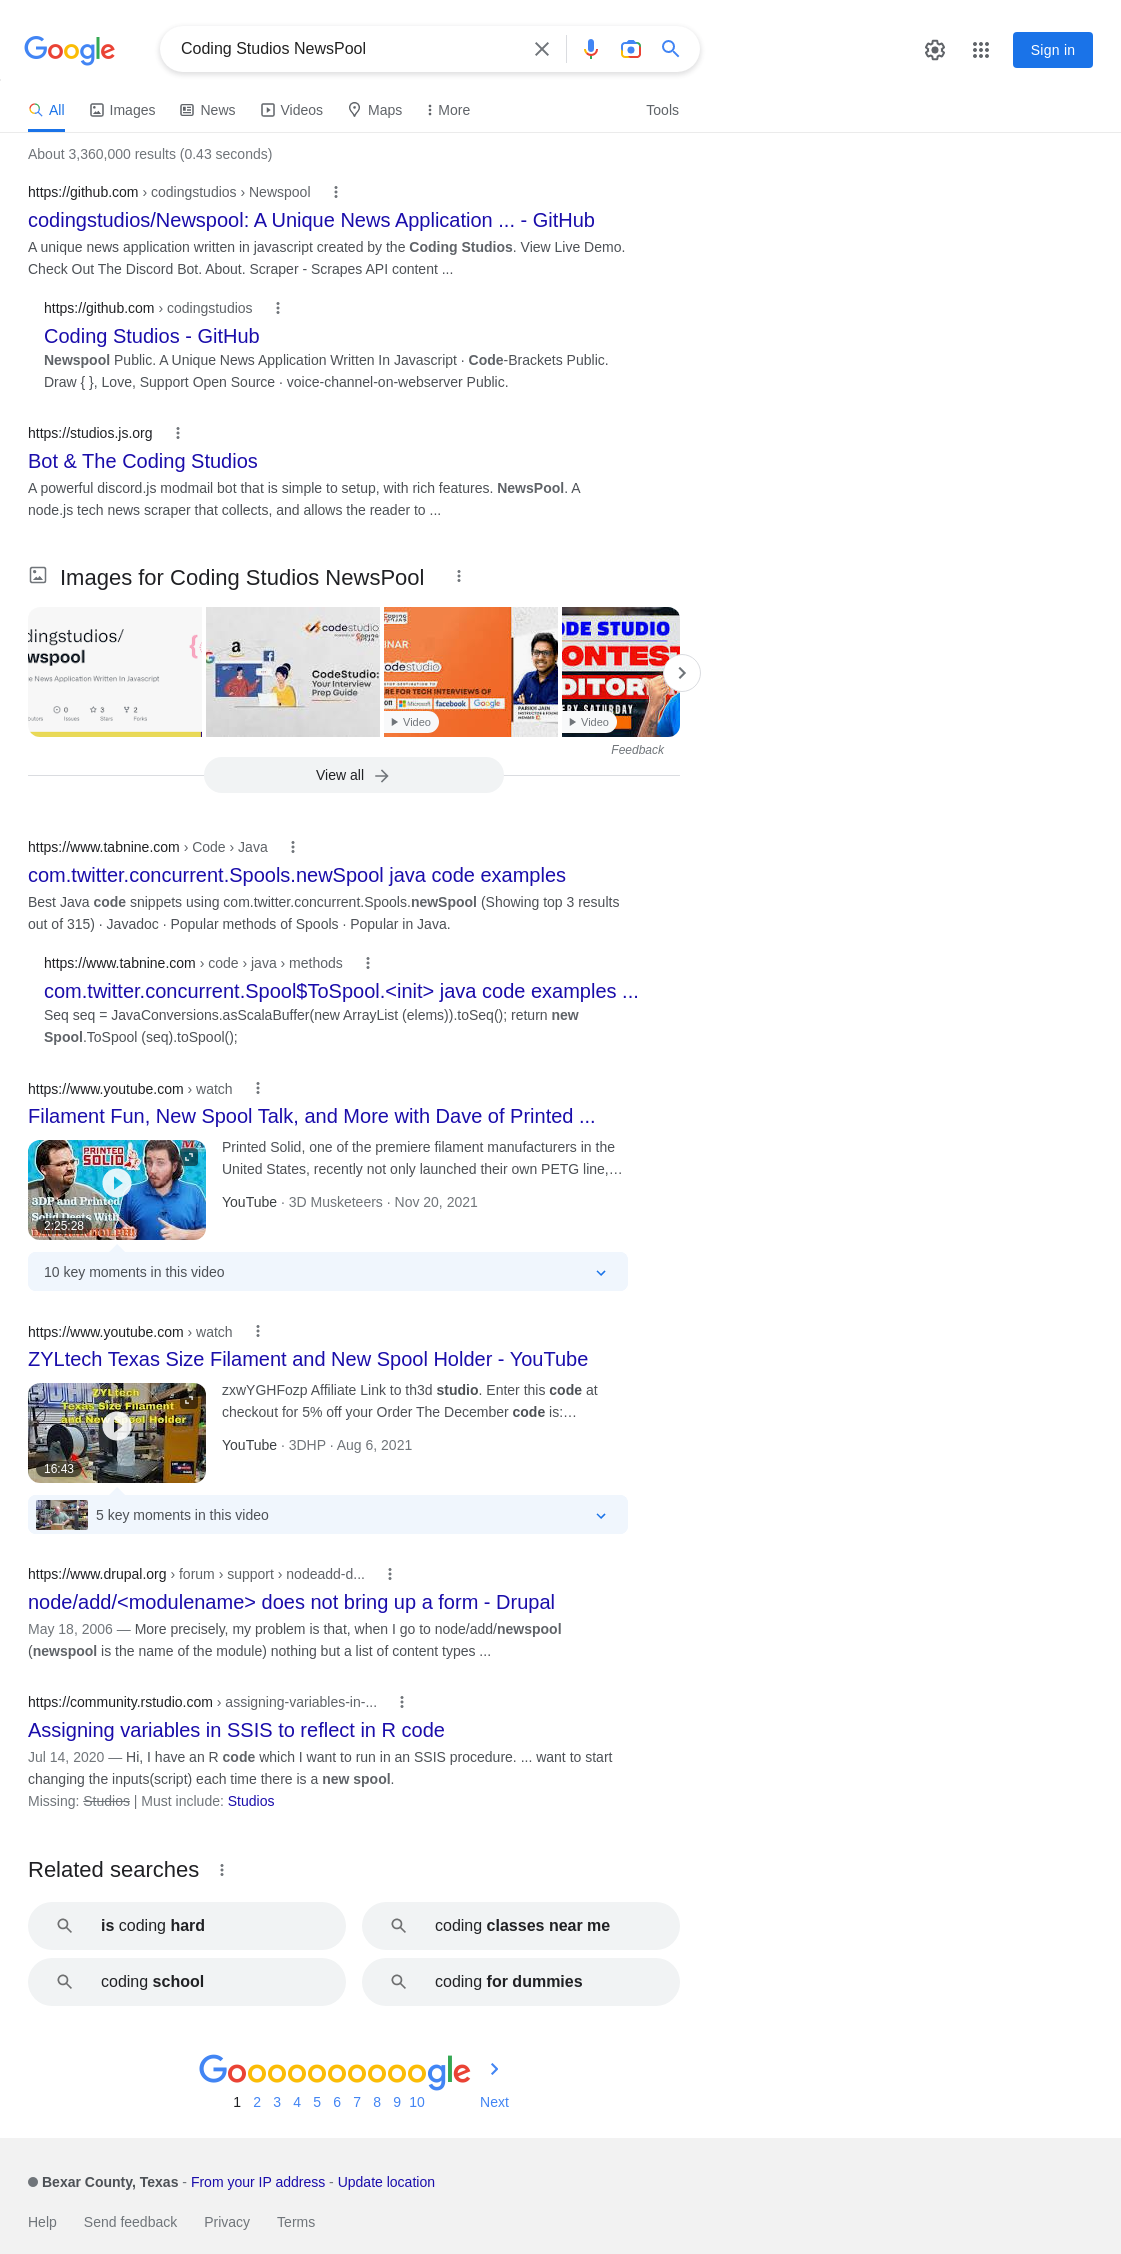 Google
Coding Studios NewsPool
Sign in
All
Images
News
Videos
Maps
More
Tools
About 3,360,000 results (0.43 seconds)
https://github.com › codingstudios › Newspool
codingstudios/Newspool: A Unique News Application ... - GitHub
A unique news application written in javascript created by the Coding Studios. View Live Demo.
Check Out The Discord Bot. About. Scraper - Scrapes API content ...
https://github.com › codingstudios
Coding Studios - GitHub
Newspool Public. A Unique News Application Written In Javascript · Code-Brackets Public.
Draw { }, Love, Support Open Source · voice-channel-on-webserver Public.
https://studios.js.org
Bot & The Coding Studios
A powerful discord.js modmail bot that is simple to setup, with rich features. NewsPool. A
node.js tech news scraper that collects, and allows the reader to ...
Images for Coding Studios NewsPool
dingstudios/
wspool
e News Application Written In Javascript
0
3
2
Issues
Stars
Forks
codestudio
CodeStudio:
Your Interview
Prep Guide
NAR
codestudio
RE FOR TECH INTERVIEWS OF
on Microsoft facebook Google
PARIKH JAIN
Video
DE STUDIO
ONTEST
DITOR
RY SATURDAY
Video
Feedback
View all
https://www.tabnine.com › Code › Java
com.twitter.concurrent.Spools.newSpool java code examples
Best Java code snippets using com.twitter.concurrent.Spools.newSpool (Showing top 3 results
out of 315) · Javadoc · Popular methods of Spools · Popular in Java.
https://www.tabnine.com › code › java › methods
com.twitter.concurrent.Spool$ToSpool.<init> java code examples ...
Seq seq = JavaConversions.asScalaBuffer(new ArrayList (elems)).toSeq(); return new
Spool.ToSpool (seq).toSpool();
https://www.youtube.com › watch
Filament Fun, New Spool Talk, and More with Dave of Printed ...
PRINTED
SOLID
3DP and Printed
Solid Deets With
2:25:28
Printed Solid, one of the premiere filament manufacturers in the
United States, recently not only launched their own PETG line,…
YouTube · 3D Musketeers · Nov 20, 2021
10 key moments in this video
https://www.youtube.com › watch
ZYLtech Texas Size Filament and New Spool Holder - YouTube
ZYLtech
Texas Size Filament
and New Spool Holder
16:43
zxwYGHFozp Affiliate Link to th3d studio. Enter this code at
checkout for 5% off your Order The December code is:…
YouTube · 3DHP · Aug 6, 2021
5 key moments in this video
https://www.drupal.org › forum › support › nodeadd-d...
node/add/<modulename> does not bring up a form - Drupal
May 18, 2006 — More precisely, my problem is that, when I go to node/add/newspool
(newspool is the name of the module) nothing but a list of content types ...
https://community.rstudio.com › assigning-variables-in-...
Assigning variables in SSIS to reflect in R code
Jul 14, 2020 — Hi, I have an R code which I want to run in an SSIS procedure. ... want to start
changing the inputs(script) each time there is a new spool.
Missing: Studios | Must include: Studios
Related searches
is coding hard
coding classes near me
coding school
coding for dummies
Goooooooooogle
1 2 3 4 5 6 7 8 9 10 Next
Bexar County, Texas - From your IP address - Update location
Help Send feedback Privacy Terms